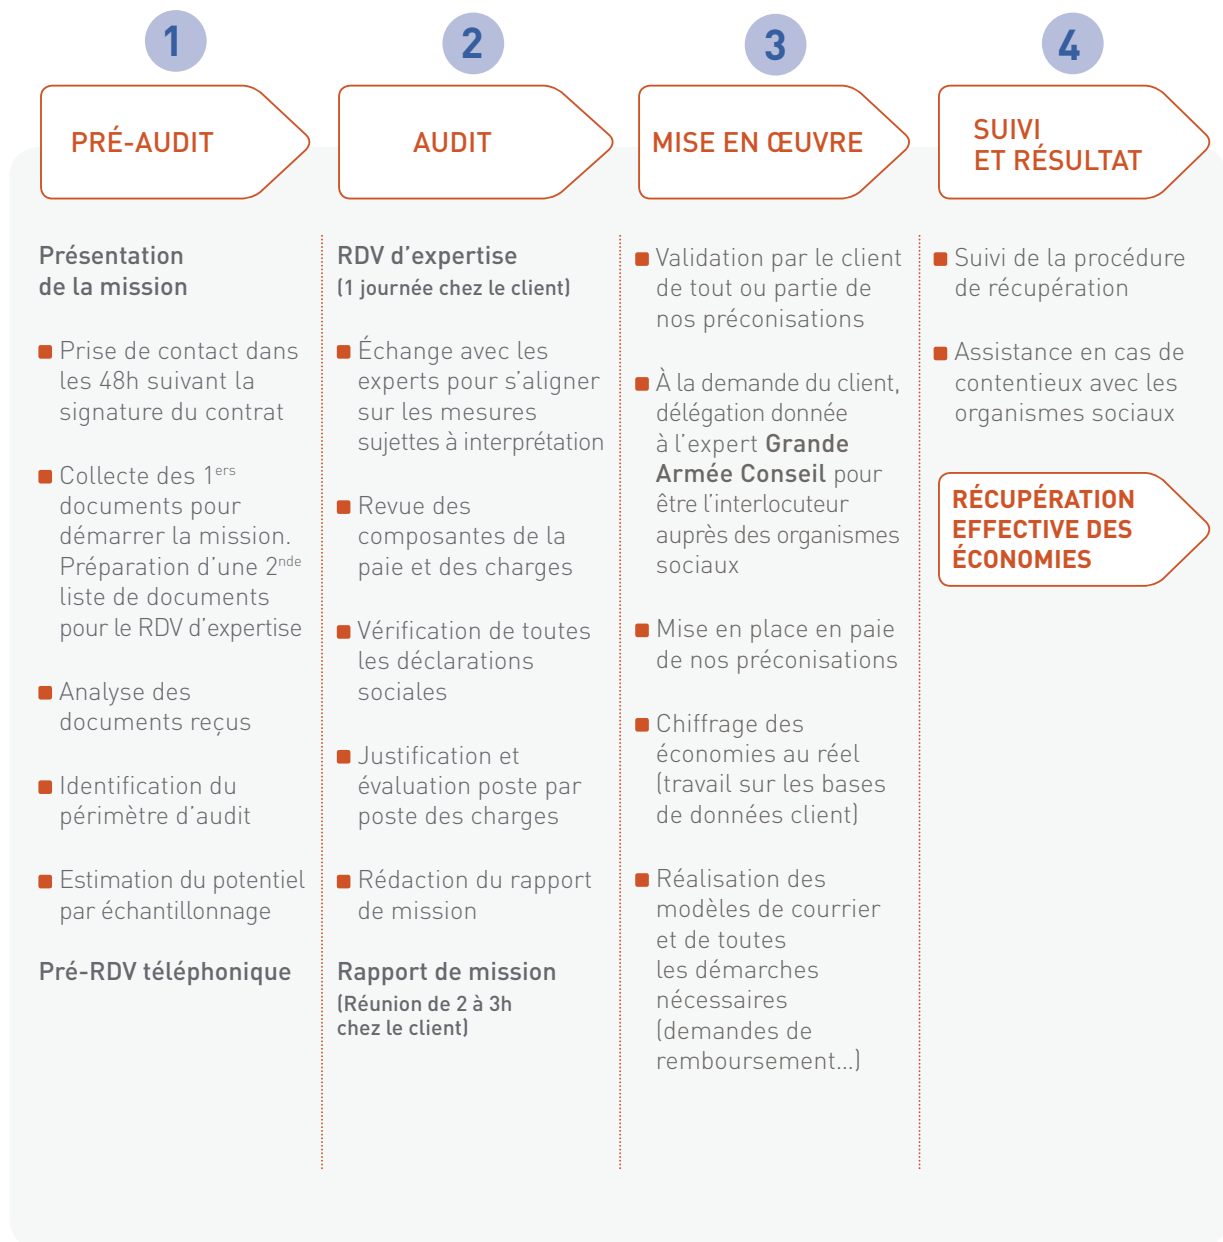 1
PRÉ-AUDIT
Présentation
de la mission
Prise de contact dans
les 48h suivant la
signature du contrat
Collecte des 1ers
documents pour
démarrer la mission.
Préparation d’une 2nde
liste de documents
pour le RDV d’expertise
Analyse des
documents reçus
Identification du
périmètre d’audit
Estimation du potentiel
par échantillonnage
Pré-RDV téléphonique
2
AUDIT
RDV d’expertise
(1 journée chez le client)
Échange avec les
experts pour s’aligner
sur les mesures
sujettes à interprétation
Revue des
composantes de la
paie et des charges
Vérification de toutes
les déclarations
sociales
Justification et
évaluation poste par
poste des charges
Rédaction du rapport
de mission
Rapport de mission
(Réunion de 2 à 3h
chez le client)
3
MISE EN ŒUVRE
Validation par le client
de tout ou partie de
nos préconisations
À la demande du client,
délégation donnée
à l’expert Grande
Armée Conseil pour
être l’interlocuteur
auprès des organismes
sociaux
Mise en place en paie
de nos préconisations
Chiffrage des
économies au réel
(travail sur les bases
de données client)
Réalisation des
modèles de courrier
et de toutes
les démarches
nécessaires
(demandes de
remboursement...)
4
SUIVI
ET RÉSULTAT
Suivi de la procédure
de récupération
Assistance en cas de
contentieux avec les
organismes sociaux
RÉCUPÉRATION
EFFECTIVE DES
ÉCONOMIES